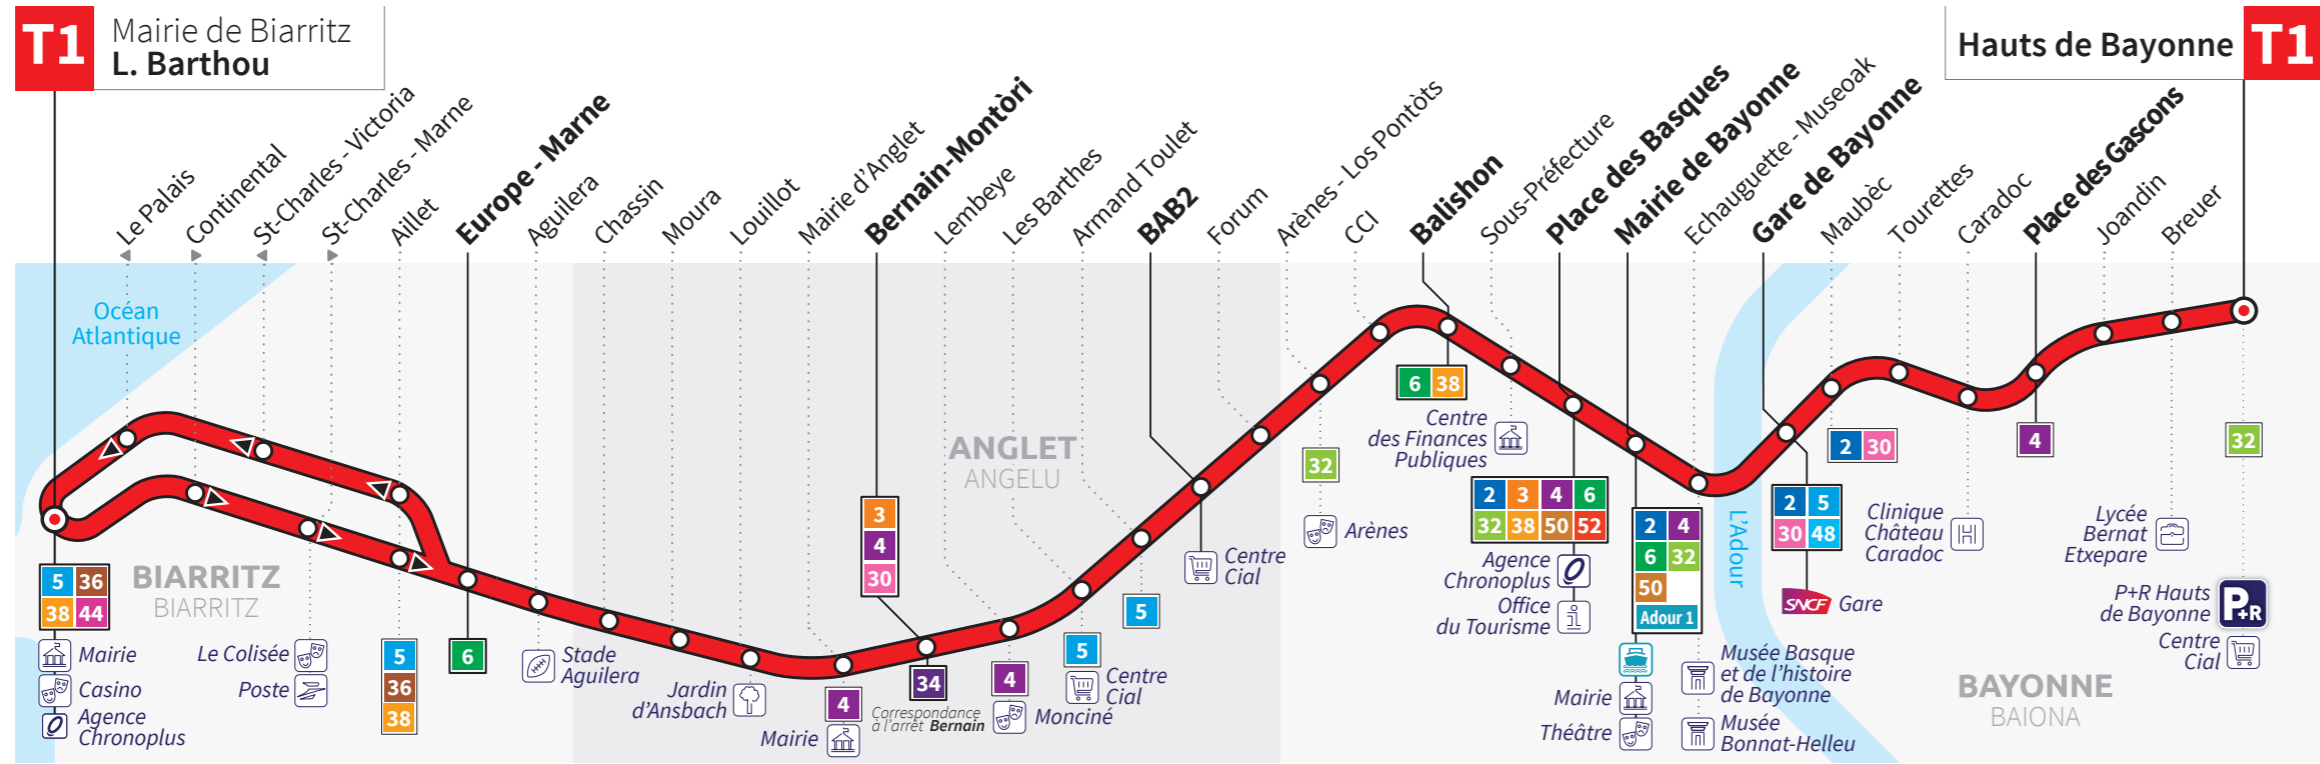 T1
Mairie de Biarritz
L. Barthou
Hauts de Bayonne
T1
Le Palais
Continental
St-Charles - Victoria
St-Charles - Marne
Aillet
Europe - Marne
Aguilera
Chassin
Moura
Louillot
Mairie d'Anglet
Bernain-Montòri
Lembeye
Les Barthes
Armand Toulet
BAB2
Forum
Arènes - Los Pontòts
CCI
Balishon
Sous-Préfecture
Place des Basques
Mairie de Bayonne
Echauguette - Museoak
Gare de Bayonne
Maubèc
Tourettes
Caradoc
Place des Gascons
Joandin
Breuer
Océan
Atlantique
BIARRITZ
BIARRITZ
ANGLET
ANGELU
BAYONNE
BAIONA
L'Adour
5 36
38 44
Mairie
Casino
Agence
Chronoplus
Le Colisée
Poste
5
36
38
6
Stade
Aguilera
Jardin
d'Ansbach
4
Mairie
3
4
30
34
Correspondance
à l'arrêt Bernain
4
Monciné
5
Centre
Cial
5
Centre
Cial
32
Arènes
6 38
Centre
des Finances
Publiques
2 3 4 6
32 38 50 52
Agence
Chronoplus
Office
du Tourisme
2 4
6 32
50
Adour 1
Mairie
Théâtre
Musée Basque
et de l'histoire
de Bayonne
Musée
Bonnat-Helleu
2 5
30 48
SNCF Gare
2 30
Clinique
Château
Caradoc
4
Lycée
Bernat
Etxepare
32
P+R Hauts
de Bayonne
P+R
Centre
Cial